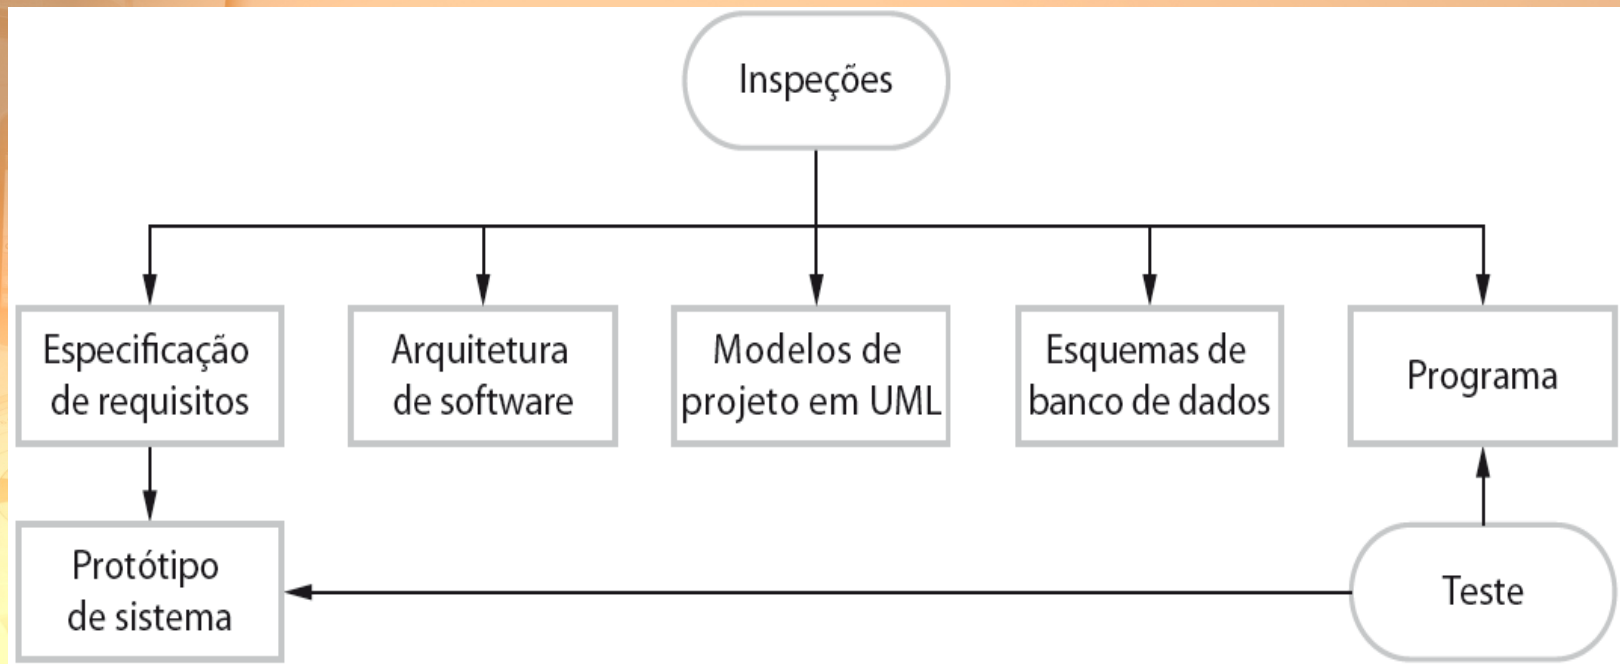 Inspeções
Especificação
de requisitos
Arquitetura
de software
Modelos de
projeto em UML
Esquemas de
banco de dados
Programa
Protótipo
de sistema
Teste